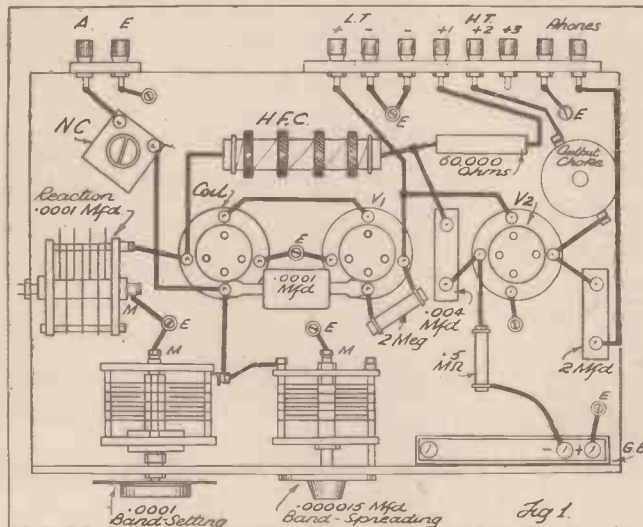 A. E
L.T
+ - -
H.T.
+1 +2 +3
Phones
E
E
NC
H.F.C.
60,000
Ohms
Output
Choke
Reaction
.0001 Mfd.
Coil
V1
V2
E
.0001
Mfd
M
E
E
M
2 Meg
.004
Mfd
.5
MΩ
2 Mfd
E
- +
G.B
.0001
Band-Setting
.000015 Mfd
Band-Spreading
Fig 1.